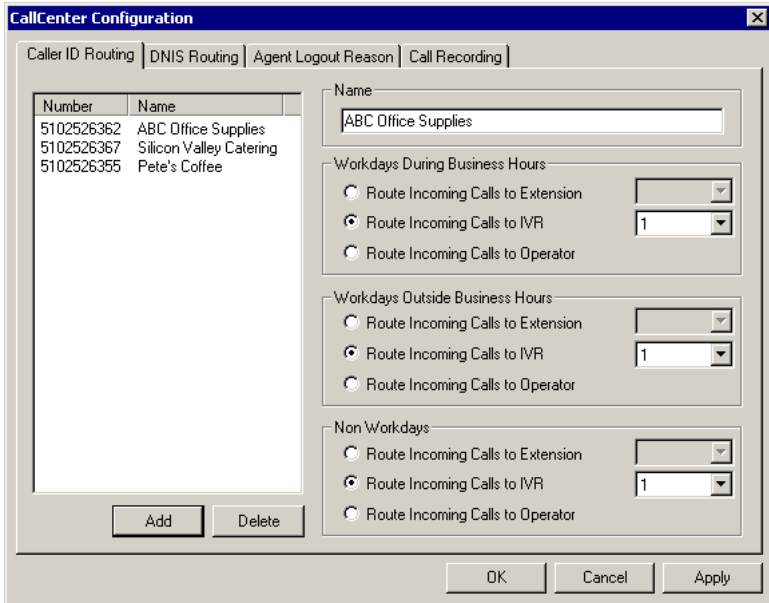 CallCenter Configuration
Caller ID Routing DNIS Routing Agent Logout Reason Call Recording
Number Name
5102526362 ABC Office Supplies
5102526367 Silicon Valley Catering
5102526355 Pete's Coffee
Add Delete
Name
ABC Office Supplies
Workdays During Business Hours
Route Incoming Calls to Extension
Route Incoming Calls to IVR 1
Route Incoming Calls to Operator
Workdays Outside Business Hours
Route Incoming Calls to Extension
Route Incoming Calls to IVR 1
Route Incoming Calls to Operator
Non Workdays
Route Incoming Calls to Extension
Route Incoming Calls to IVR 1
Route Incoming Calls to Operator
OK Cancel Apply